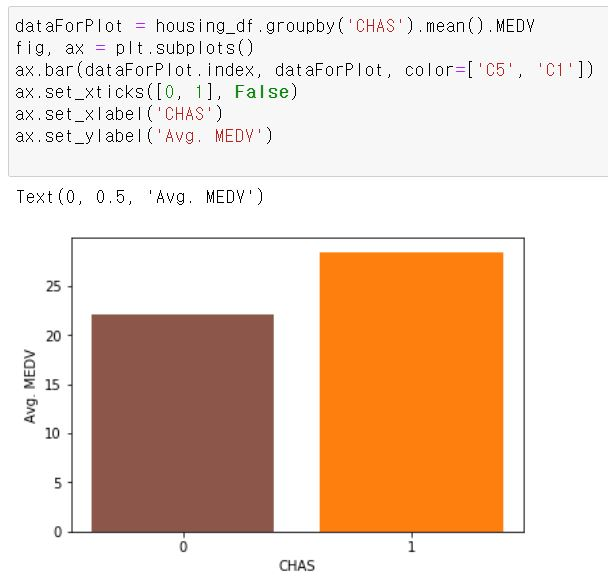 dataForPlot = housing_df.groupby('CHAS').mean().MEDV
fig, ax = plt.subplots()
ax.bar(dataForPlot.index, dataForPlot, color=['C5', 'C1'])
ax.set_xticks([0, 1], False)
ax.set_xlabel('CHAS')
ax.set_ylabel('Avg. MEDV')
Text(0, 0.5, 'Avg. MEDV')
25
20
15
10
5
0
Avg. MEDV
0 1
CHAS